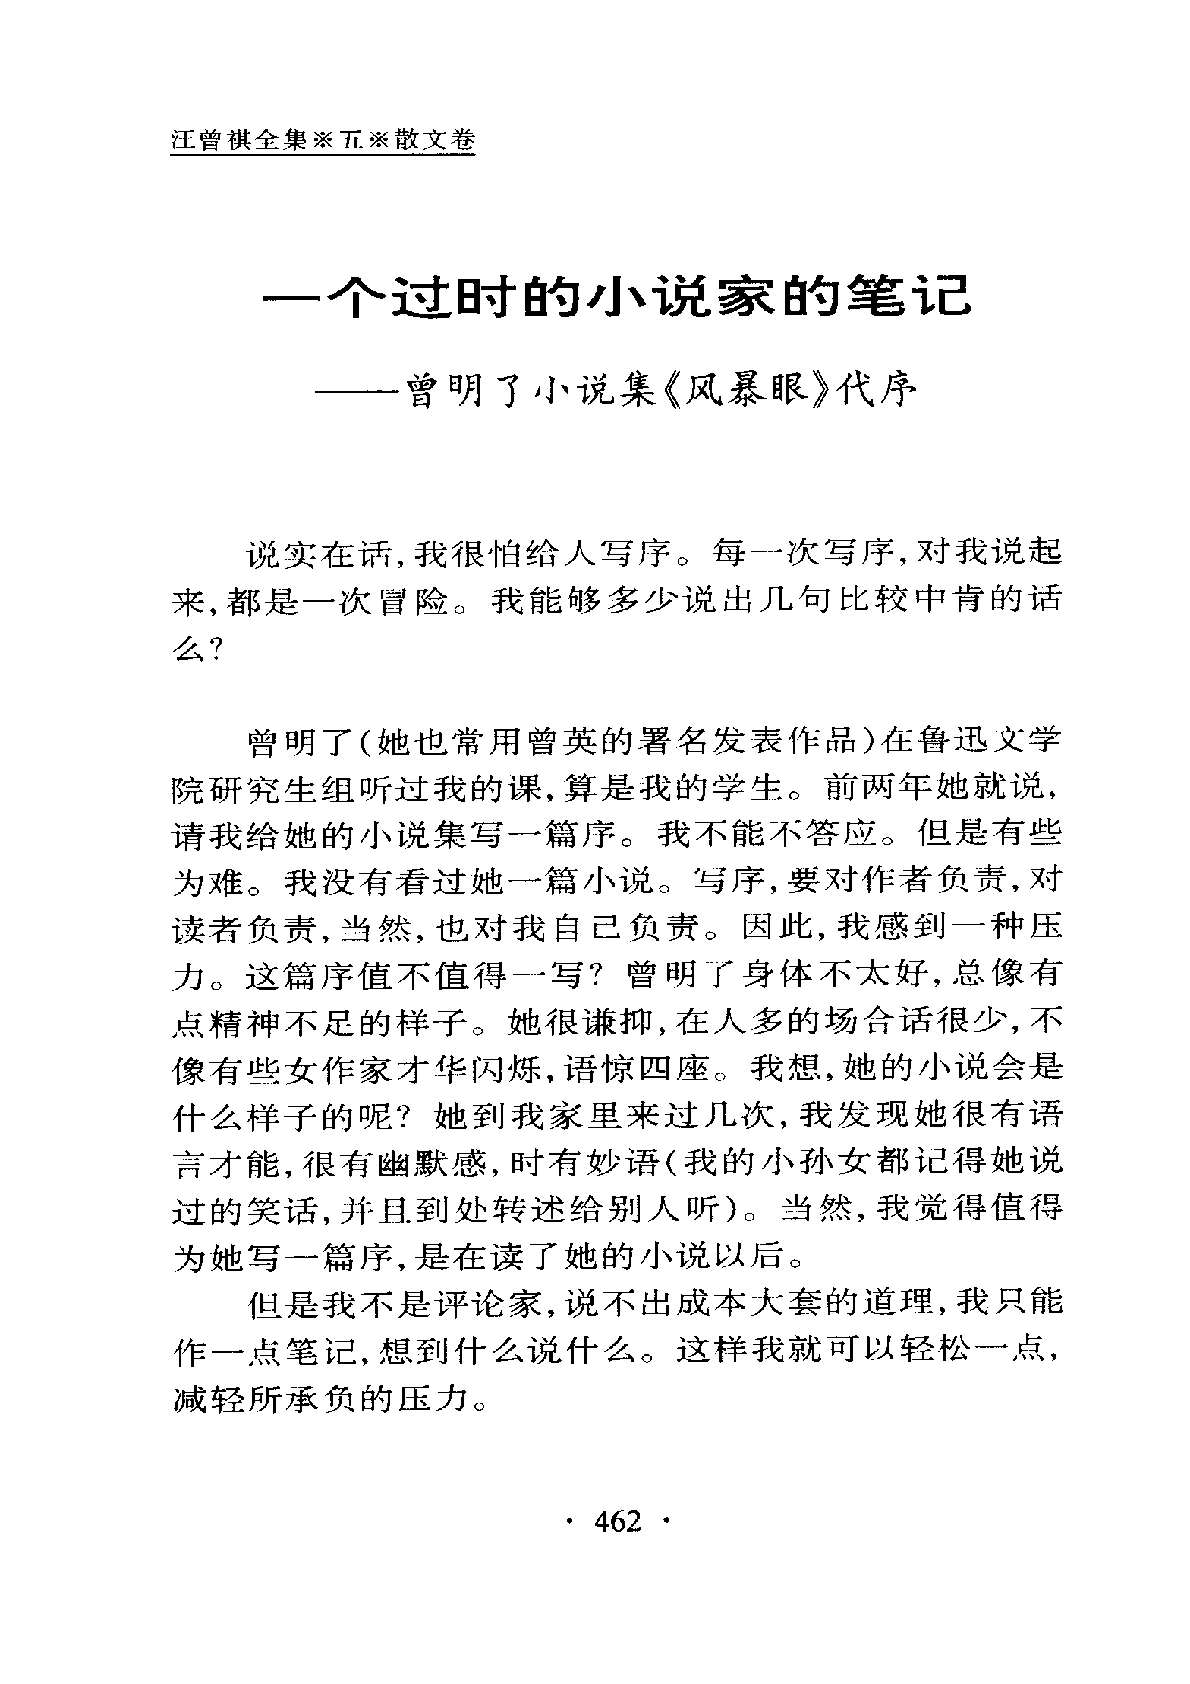 汪曾祺全集※五※散文卷
一个过时的小说家的笔记
——曾明了小说集《风暴眼》代序
说实在话,我很怕给人写序。每一次写序,对我说起
来,都是一次冒险。我能够多少说出几句比较中肯的话
么?
曾明了(她也常用曾英的署名发表作品)在鲁迅文学
院研究生组听过我的课,算是我的学生。前两年她就说,
请我给她的小说集写一篇序。我不能不答应。但是有些
为难。我没有看过她一篇小说。写序,要对作者负责,对
读者负责,当然,也对我自己负责。因此,我感到一种压
力。这篇序值不值得一写? 曾明了身体不太好,总像有
点精神不足的样子。她很谦抑,在人多的场合话很少,不
像有些女作家才华闪烁,语惊四座。我想,她的小说会是
什么样子的呢? 她到我家里来过几次,我发现她很有语
言才能,很有幽默感,时有妙语(我的小孙女都记得她说
过的笑话,并且到处转述给别人听)。当然,我觉得值得
为她写一篇序,是在读了她的小说以后。
但是我不是评论家,说不出成本大套的道理,我只能
作一点笔记,想到什么说什么。这样我就可以轻松一点,
减轻所承负的压力。
· 462 ·